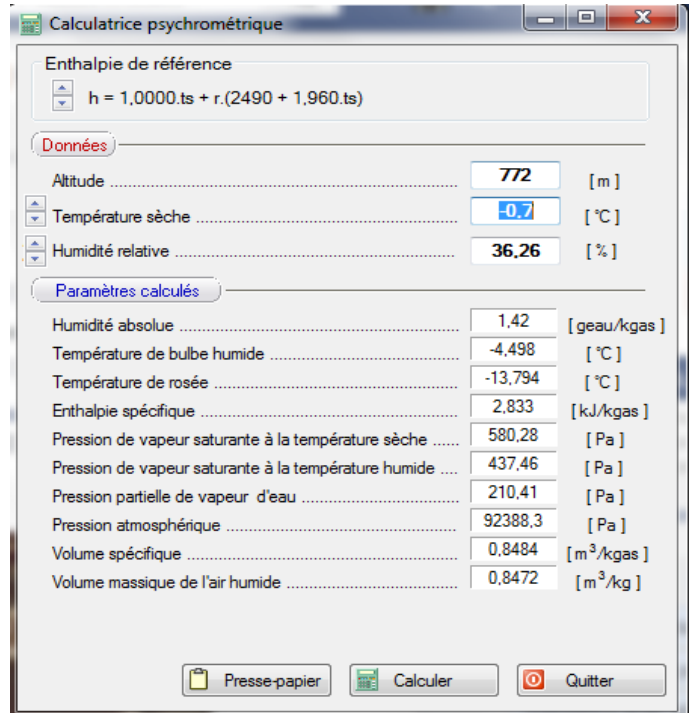 Calculatrice psychrométrique
Enthalpie de référence
h = 1,0000.ts + r.(2490 + 1,960.ts)
Données
Altitude ........ 772 [ m ]
Température sèche ........ -0,7 [ °C ]
Humidité relative ........ 36,26 [ % ]
Paramètres calculés
Humidité absolue ........ 1,42 [ geau/kgas ]
Température de bulbe humide ........ -4,498 [ °C ]
Température de rosée ........ -13,794 [ °C ]
Enthalpie spécifique ........ 2,833 [ kJ/kgas ]
Pression de vapeur saturante à la température sèche ...... 580,28 [ Pa ]
Pression de vapeur saturante à la température humide .... 437,46 [ Pa ]
Pression partielle de vapeur d'eau ........ 210,41 [ Pa ]
Pression atmosphérique ........ 92388,3 [ Pa ]
Volume spécifique ........ 0,8484 [ m³/kgas ]
Volume massique de l'air humide ........ 0,8472 [ m³/kg ]
Presse-papier Calculer Quitter